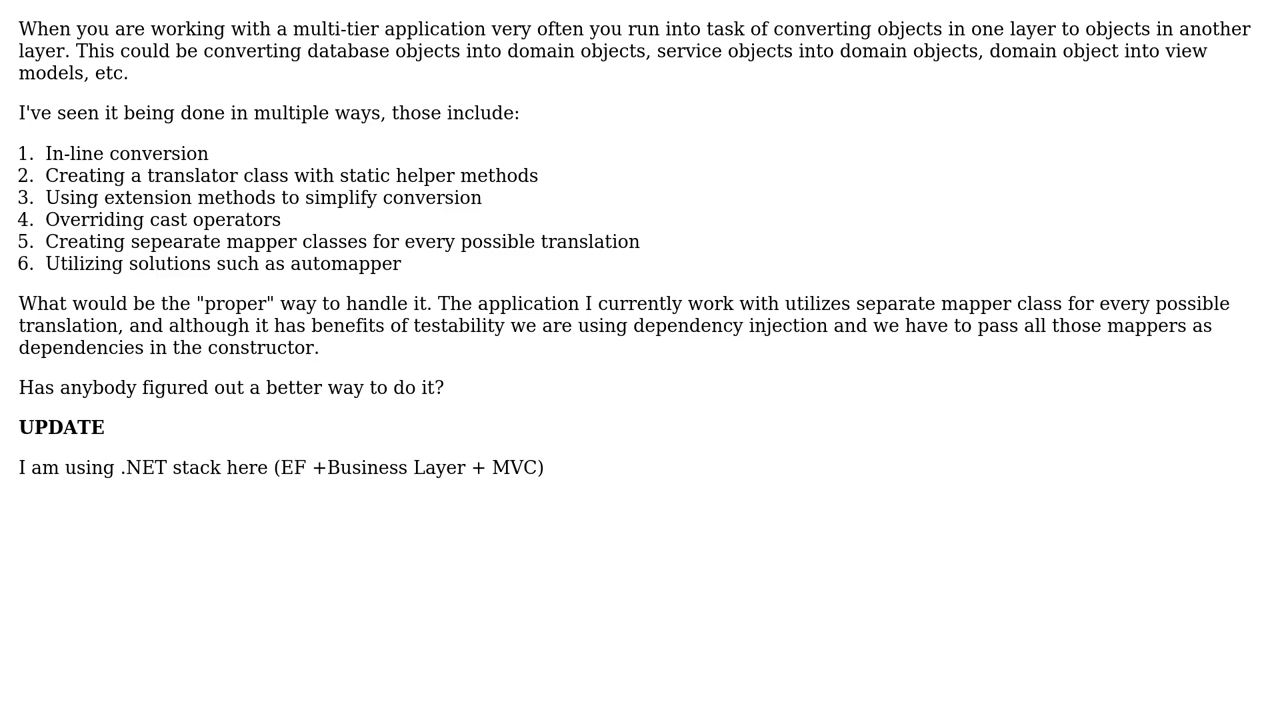 When you are working with a multi-tier application very often you run into task of converting objects in one layer to objects in another
layer. This could be converting database objects into domain objects, service objects into domain objects, domain object into view
models, etc.
I've seen it being done in multiple ways, those include:
1. In-line conversion
2. Creating a translator class with static helper methods
3. Using extension methods to simplify conversion
4. Overriding cast operators
5. Creating sepearate mapper classes for every possible translation
6. Utilizing solutions such as automapper
What would be the "proper" way to handle it. The application I currently work with utilizes separate mapper class for every possible
translation, and although it has benefits of testability we are using dependency injection and we have to pass all those mappers as
dependencies in the constructor.
Has anybody figured out a better way to do it?
UPDATE
I am using .NET stack here (EF +Business Layer + MVC)